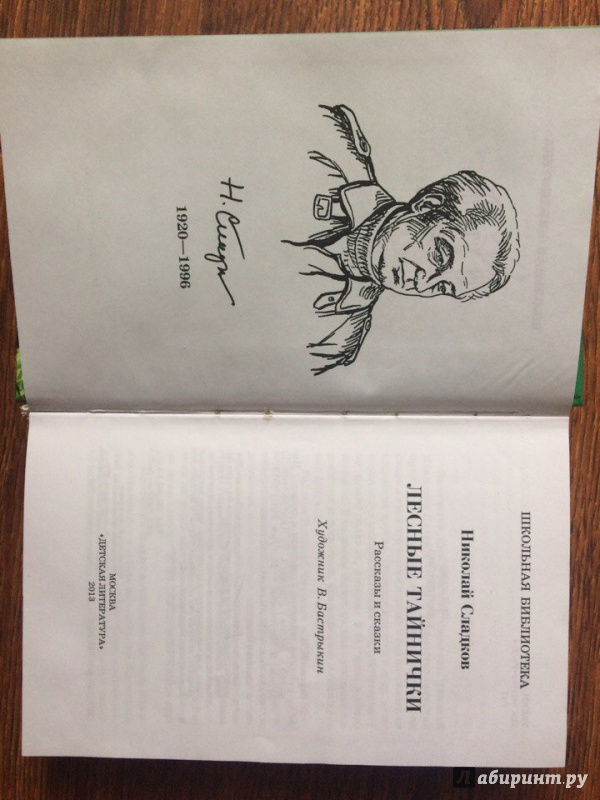 Н. Сладков
1920—1996
ШКОЛЬНАЯ БИБЛИОТЕКА
Николай Сладков
ЛЕСНЫЕ ТАЙНИЧКИ
Рассказы и сказки
Художник В. Бастрыкин
МОСКВА
«ДЕТСКАЯ ЛИТЕРАТУРА»
2013
Лабиринт.ру